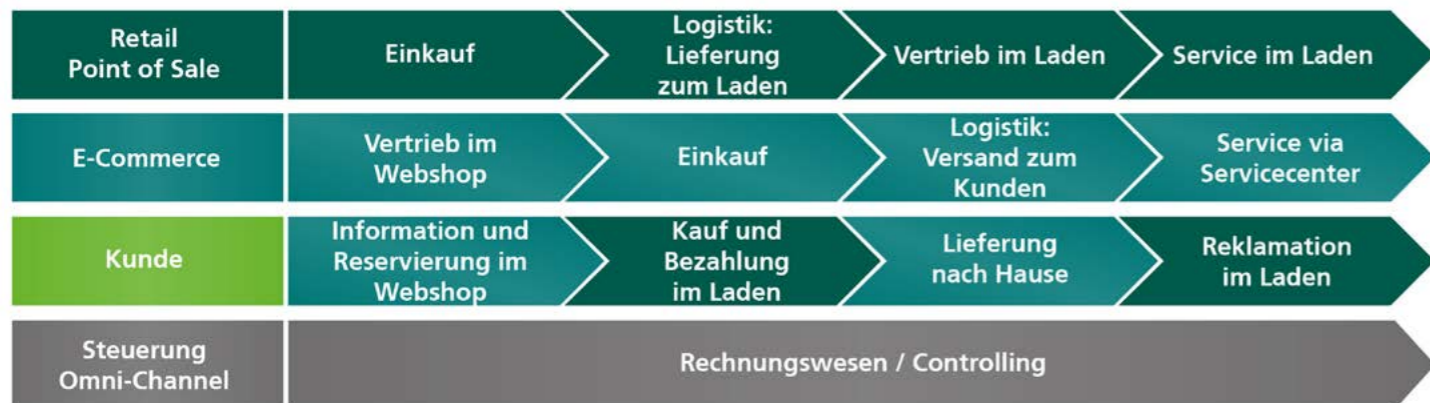 Retail
Point of Sale
Einkauf
Logistik:
Lieferung
zum Laden
Vertrieb im Laden
Service im Laden
E-Commerce
Vertrieb im
Webshop
Einkauf
Logistik:
Versand zum
Kunden
Service via
Servicecenter
Kunde
Information und
Reservierung im
Webshop
Kauf und
Bezahlung
im Laden
Lieferung
nach Hause
Reklamation
im Laden
Steuerung
Omni-Channel
Rechnungswesen / Controlling